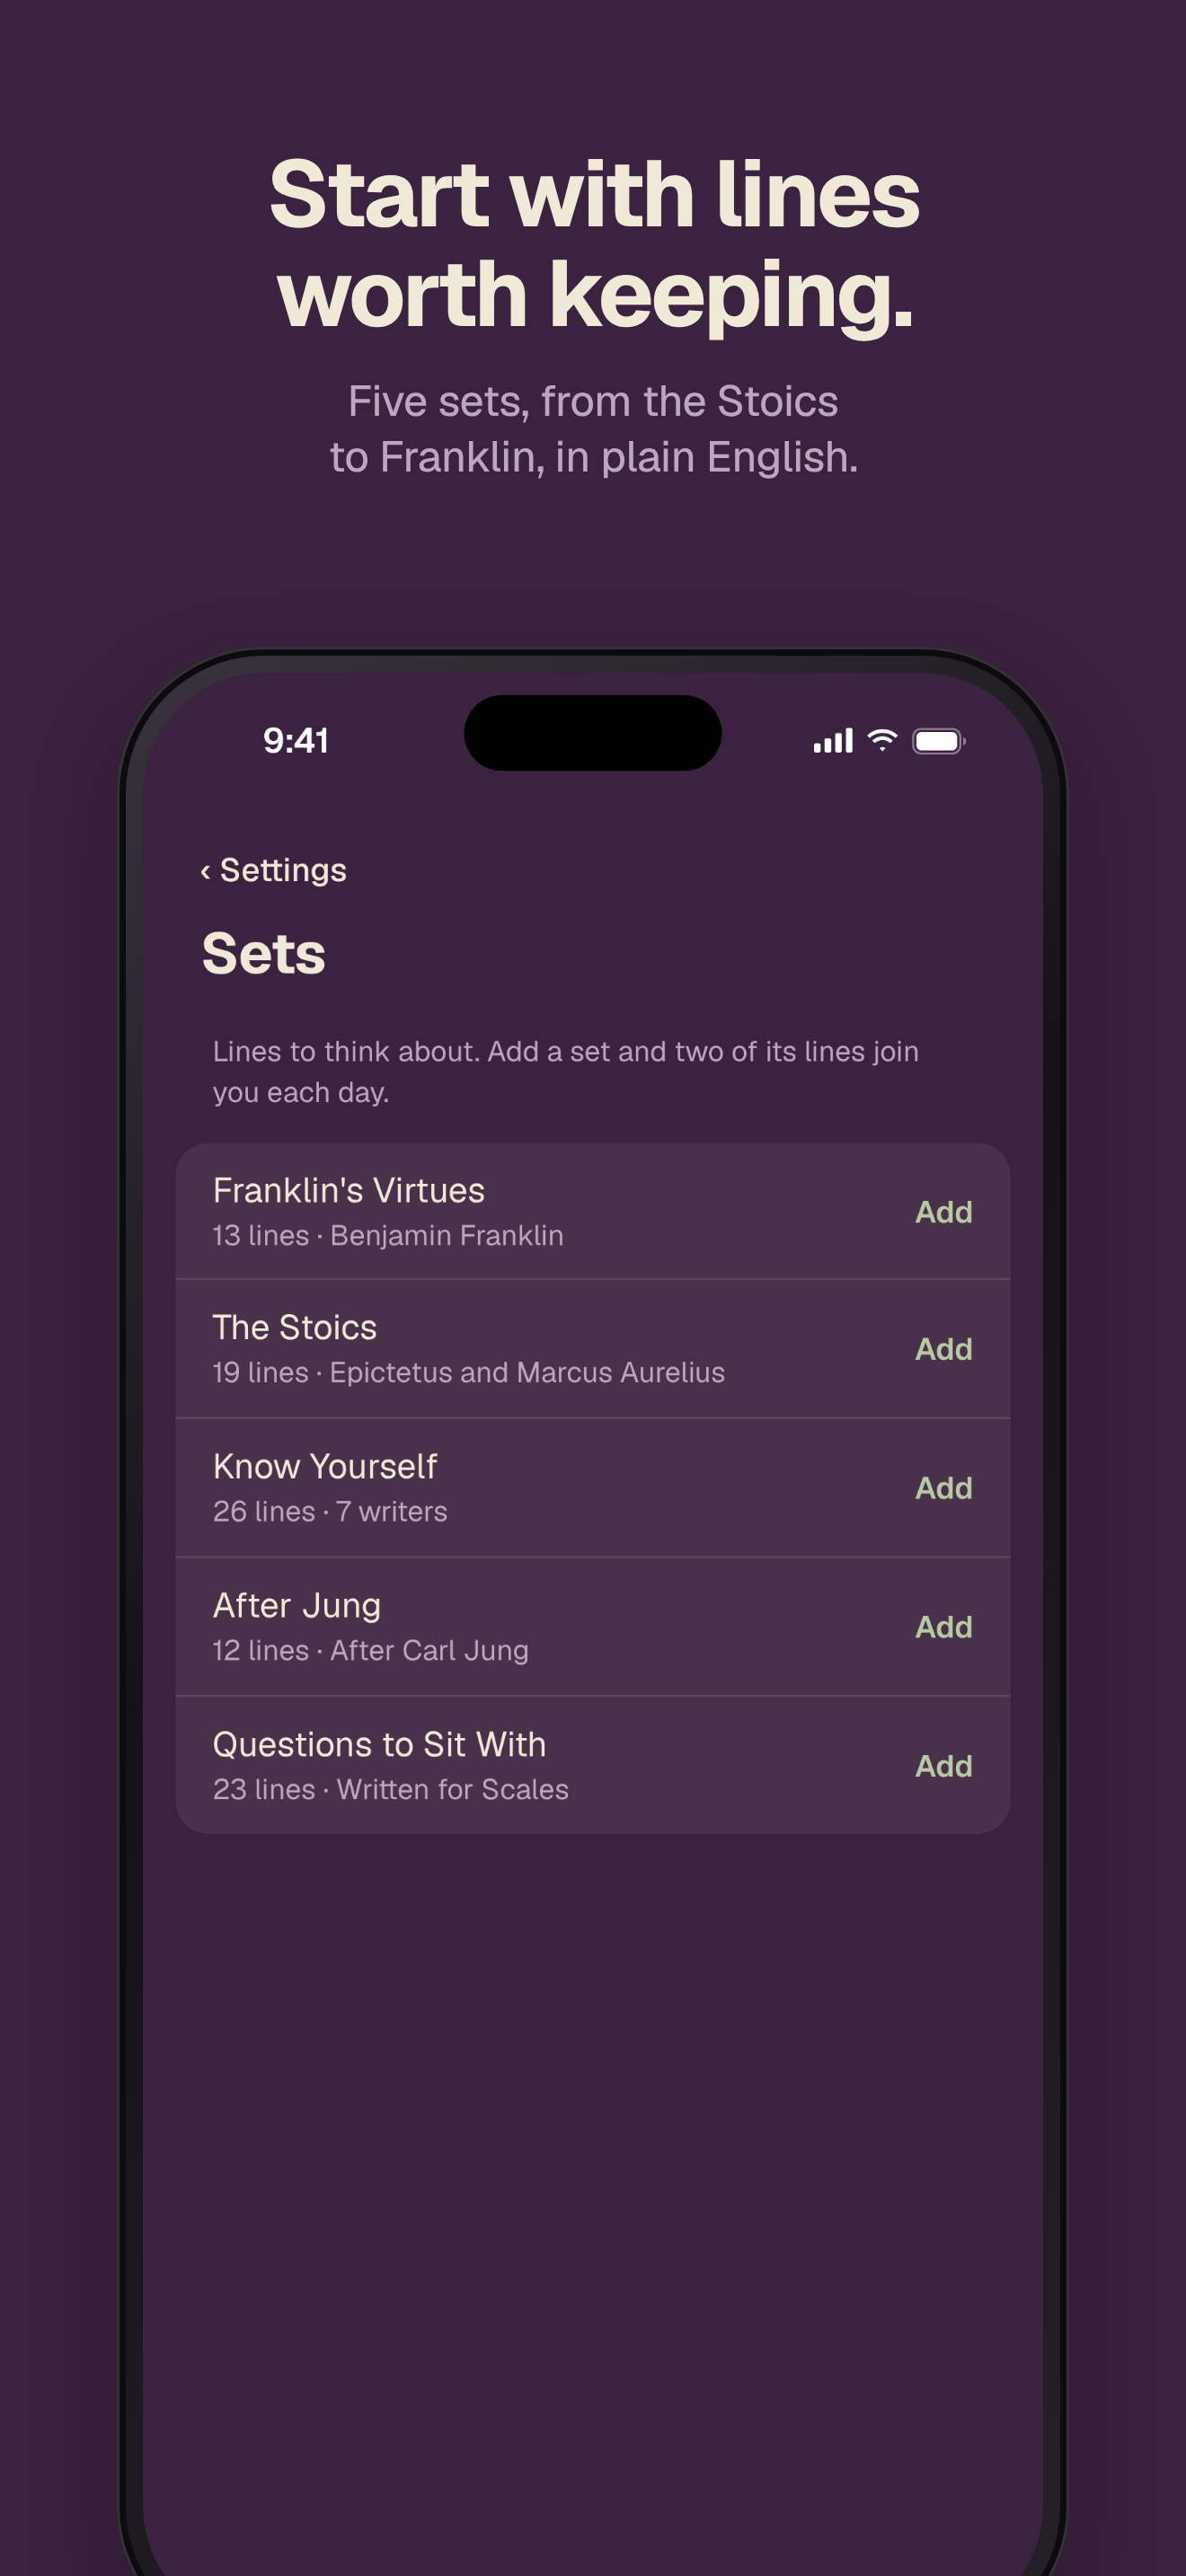 Start with lines
worth keeping.
Five sets, from the Stoics
to Franklin, in plain English.
9:41
‹ Settings
Sets
Lines to think about. Add a set and two of its lines join
you each day.
Franklin's Virtues
13 lines · Benjamin Franklin
Add
The Stoics
19 lines · Epictetus and Marcus Aurelius
Add
Know Yourself
26 lines · 7 writers
Add
After Jung
12 lines · After Carl Jung
Add
Questions to Sit With
23 lines · Written for Scales
Add